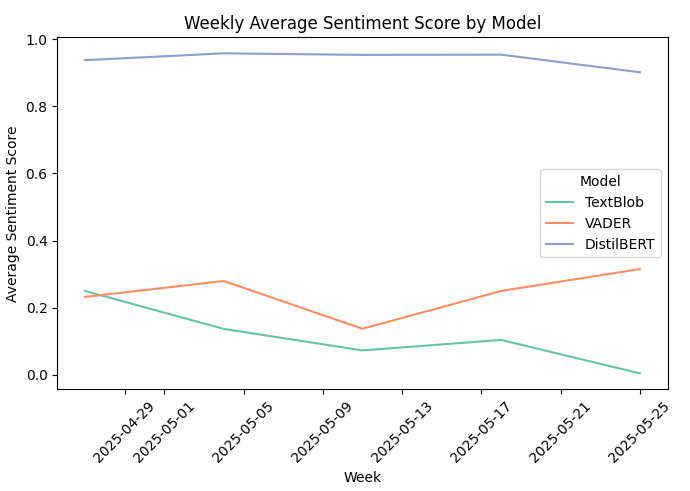 Weekly Average Sentiment Score by Model
1.0
0.8
0.6
0.4
0.2
0.0
Average Sentiment Score
Model
TextBlob
VADER
DistilBERT
2025-04-29
2025-05-01
2025-05-05
2025-05-09
2025-05-13
2025-05-17
2025-05-21
2025-05-25
Week